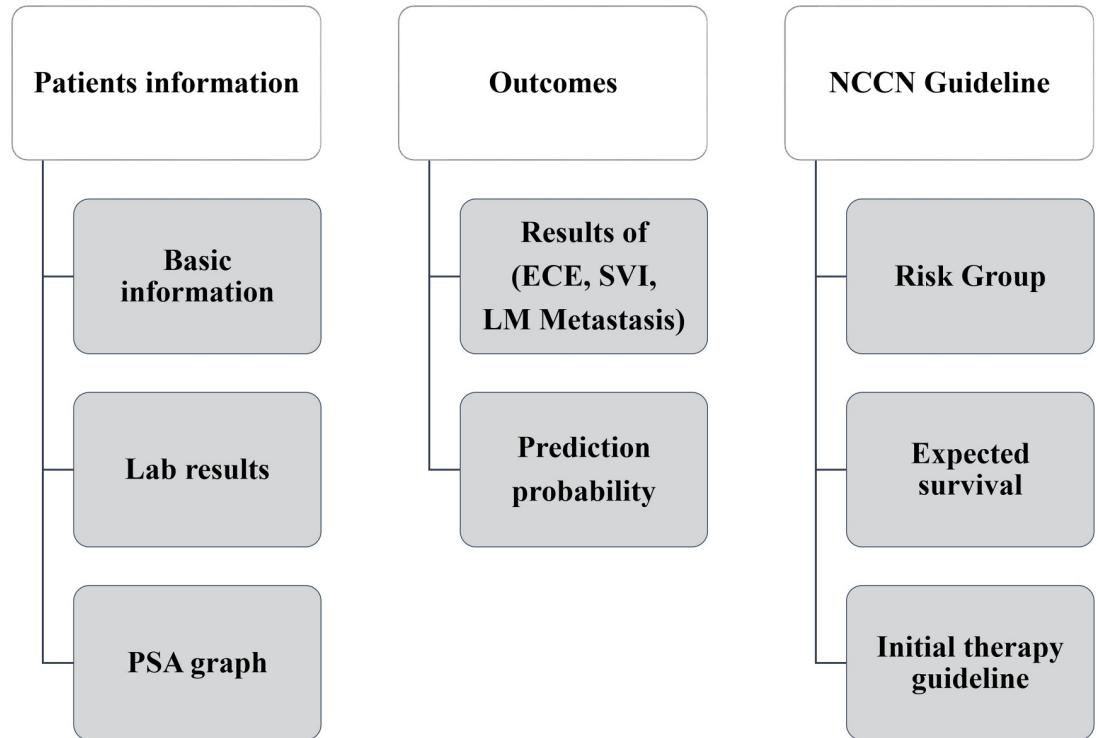 Patients information
Basic
information
Lab results
PSA graph
Outcomes
Results of
(ECE, SVI,
LM Metastasis)
Prediction
probability
NCCN Guideline
Risk Group
Expected
survival
Initial therapy
guideline